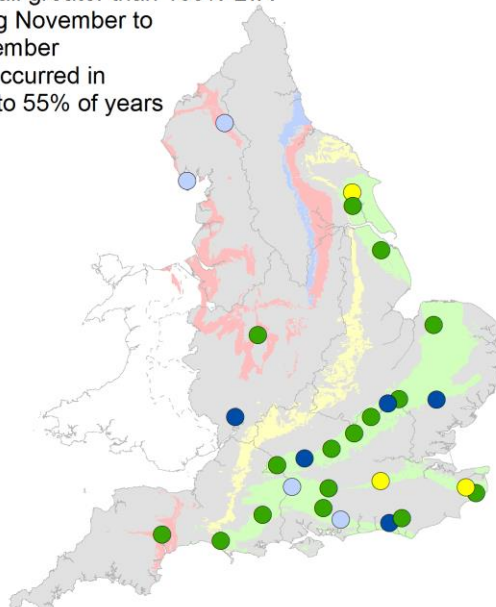 g November to
ember
ccurred in
to 55% of years